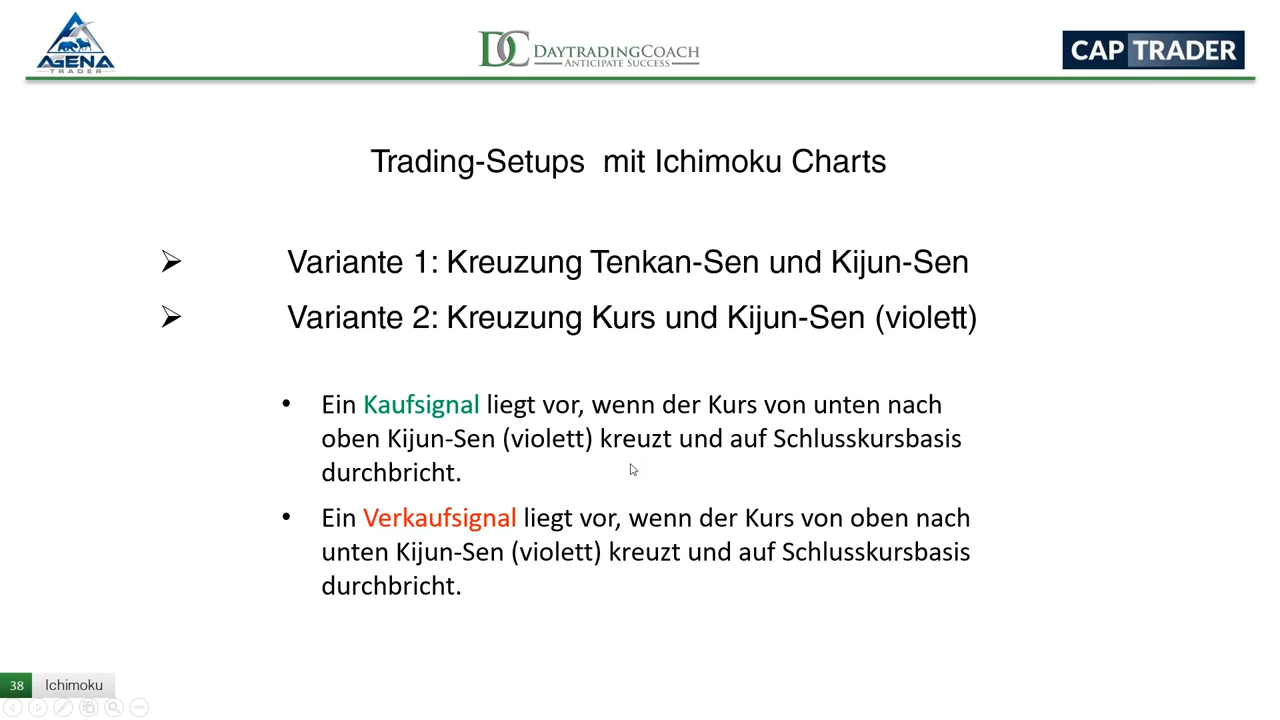 AGENA
TRADER
DC DAYTRADINGCOACH
ANTICIPATE SUCCESS
CAP TRADER
Trading-Setups mit Ichimoku Charts
➢ Variante 1: Kreuzung Tenkan-Sen und Kijun-Sen
➢ Variante 2: Kreuzung Kurs und Kijun-Sen (violett)
• Ein Kaufsignal liegt vor, wenn der Kurs von unten nach
oben Kijun-Sen (violett) kreuzt und auf Schlusskursbasis
durchbricht.
• Ein Verkaufsignal liegt vor, wenn der Kurs von oben nach
unten Kijun-Sen (violett) kreuzt und auf Schlusskursbasis
durchbricht.
38 Ichimoku